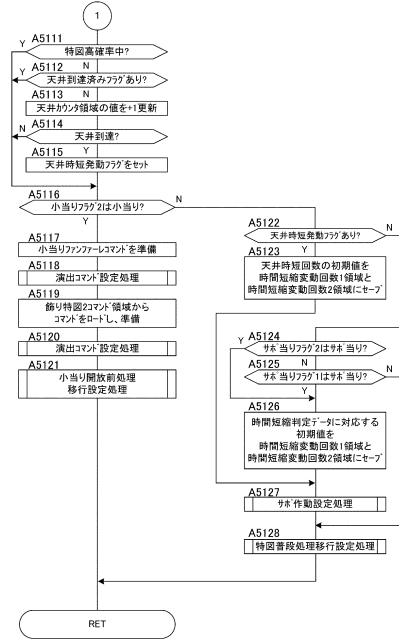 1
A5111
特図高確率中?
Y
N
A5112
天井到達済みフラグあり?
Y
N
A5113
天井カウンタ領域の値を+1更新
A5114
天井到達?
N
Y
A5115
天井時短発動フラグをセット
A5116
小当りフラグ2は小当り?
N
Y
A5117
小当りファンファーレコマンドを準備
A5118
演出コマンド設定処理
A5119
飾り特図2コマンド領域から
コマンドをロードし、準備
A5120
演出コマンド設定処理
A5121
小当り開放前処理
移行設定処理
A5122
天井時短発動フラグあり?
N
Y
A5123
天井時短回数の初期値を
時間短縮変動回数1領域と
時間短縮変動回数2領域にセーブ
A5124
サポ当りフラグ2はサポ当り?
Y
N
A5125
サポ当りフラグ1はサポ当り?
N
Y
A5126
時間短縮判定データに対応する
初期値を
時間短縮変動回数1領域と
時間短縮変動回数2領域にセーブ
A5127
サポ作動設定処理
A5128
特図普段処理移行設定処理
RET